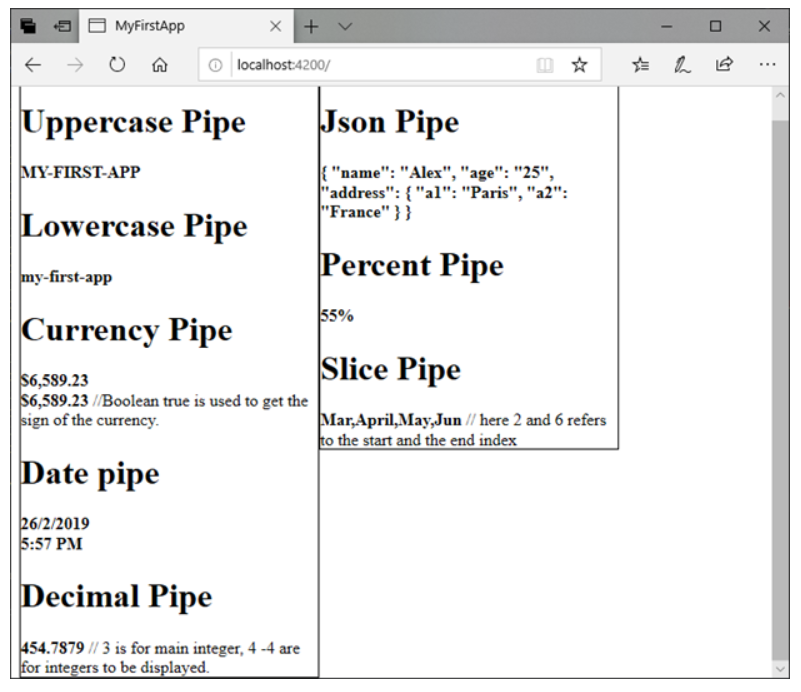 MyFirstApp
localhost:4200/
Uppercase Pipe
MY-FIRST-APP
Lowercase Pipe
my-first-app
Currency Pipe
$6,589.23
$6,589.23 //Boolean true is used to get the
sign of the currency.
Date pipe
26/2/2019
5:57 PM
Decimal Pipe
454.7879 // 3 is for main integer, 4 -4 are
for integers to be displayed.
Json Pipe
{ "name": "Alex", "age": "25",
"address": { "a1": "Paris", "a2":
"France" } }
Percent Pipe
55%
Slice Pipe
Mar,April,May,Jun // here 2 and 6 refers
to the start and the end index